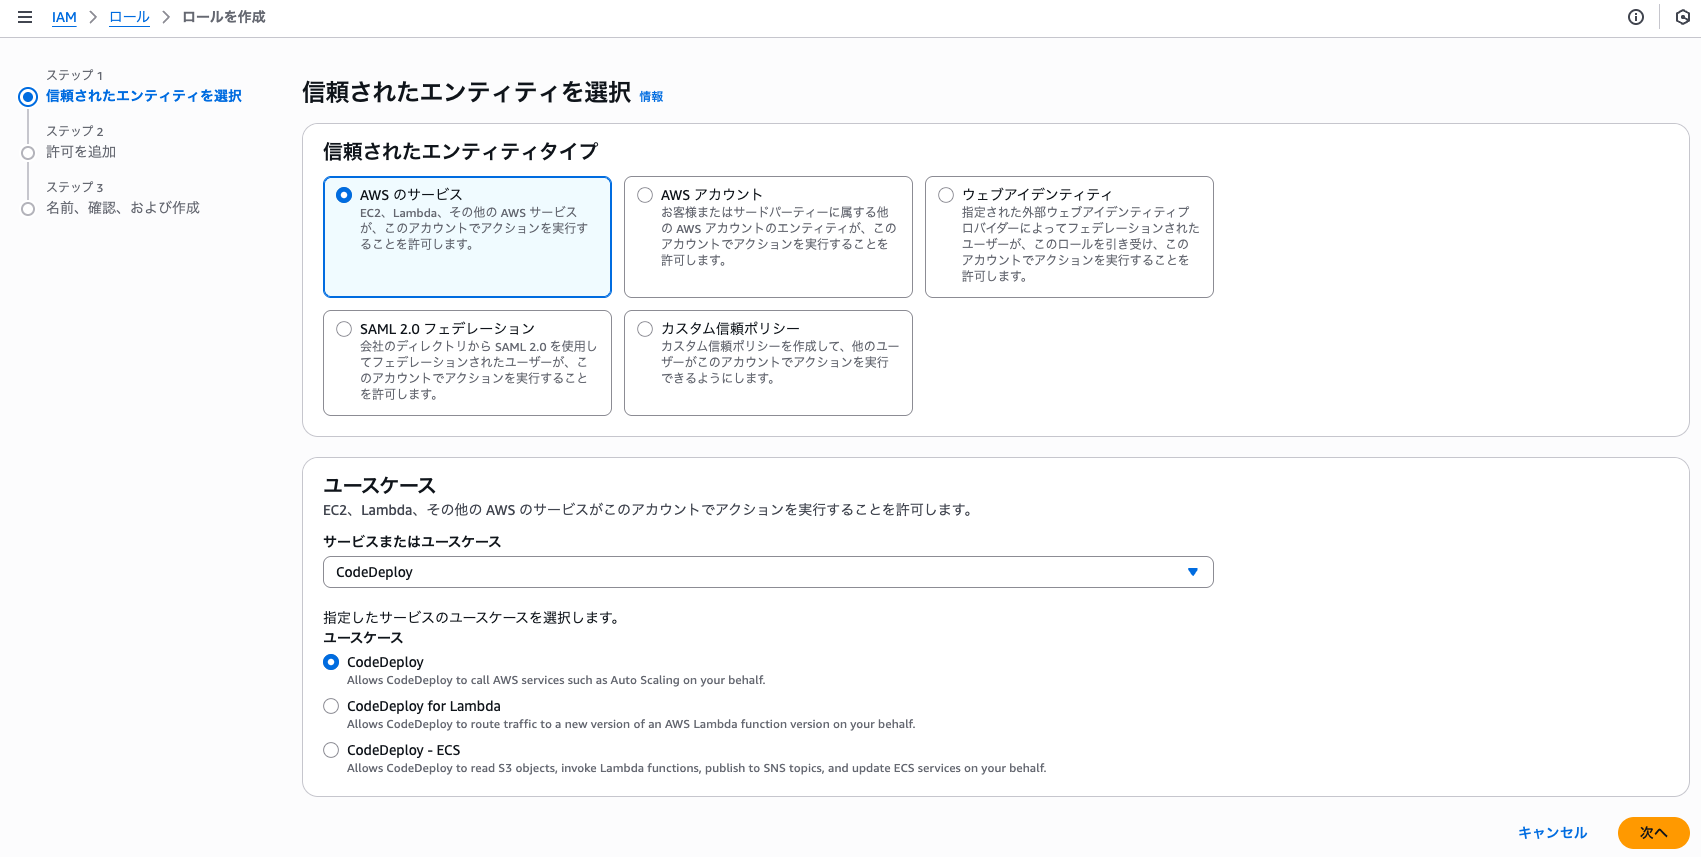 IAM
ロール
ロールを作成
ステップ 1
信頼されたエンティティを選択
ステップ 2
許可を追加
ステップ 3
名前、確認、および作成
信頼されたエンティティを選択 情報
信頼されたエンティティタイプ
AWS のサービス
EC2、Lambda、その他の AWS サービス
が、このアカウントでアクションを実行す
ることを許可します。
AWS アカウント
お客様またはサードパーティーに属する他
の AWS アカウントのエンティティが、この
アカウントでアクションを実行することを
許可します。
ウェブアイデンティティ
指定された外部ウェブアイデンティティプ
ロバイダーによってフェデレーションされた
ユーザーが、このロールを引き受け、この
アカウントでアクションを実行することを
許可します。
SAML 2.0 フェデレーション
会社のディレクトリから SAML 2.0 を使用し
てフェデレーションされたユーザーが、こ
のアカウントでアクションを実行すること
を許可します。
カスタム信頼ポリシー
カスタム信頼ポリシーを作成して、他のユー
ザーがこのアカウントでアクションを実行
できるようにします。
ユースケース
EC2、Lambda、その他の AWS のサービスがこのアカウントでアクションを実行することを許可します。
サービスまたはユースケース
CodeDeploy
指定したサービスのユースケースを選択します。
ユースケース
CodeDeploy
Allows CodeDeploy to call AWS services such as Auto Scaling on your behalf.
CodeDeploy for Lambda
Allows CodeDeploy to route traffic to a new version of an AWS Lambda function version on your behalf.
CodeDeploy - ECS
Allows CodeDeploy to read S3 objects, invoke Lambda functions, publish to SNS topics, and update ECS services on your behalf.
キャンセル
次へ